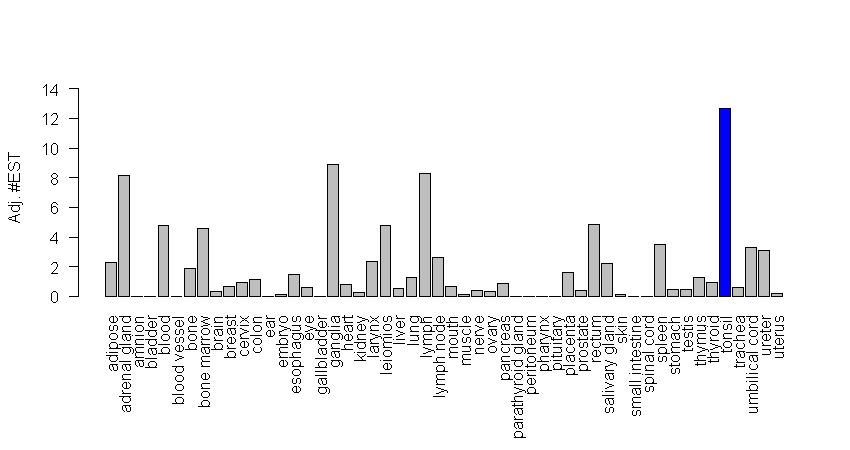 14
12
10
8
6
4
2
0
Adj. #EST
adipose
adrenal gland
amnion
bladder
blood
blood vessel
bone
bone marrow
brain
breast
cervix
colon
ear
embryo
esophagus
eye
gallbladder
ganglia
heart
kidney
larynx
leiomios
liver
lung
lymph
lymph node
mouth
muscle
nerve
ovary
pancreas
parathyroid gland
peritoneum
pharynx
pituitary
placenta
prostate
rectum
salivary gland
skin
small intestine
spinal cord
spleen
stomach
testis
thymus
thyroid
tonsil
trachea
umbilical cord
ureter
uterus